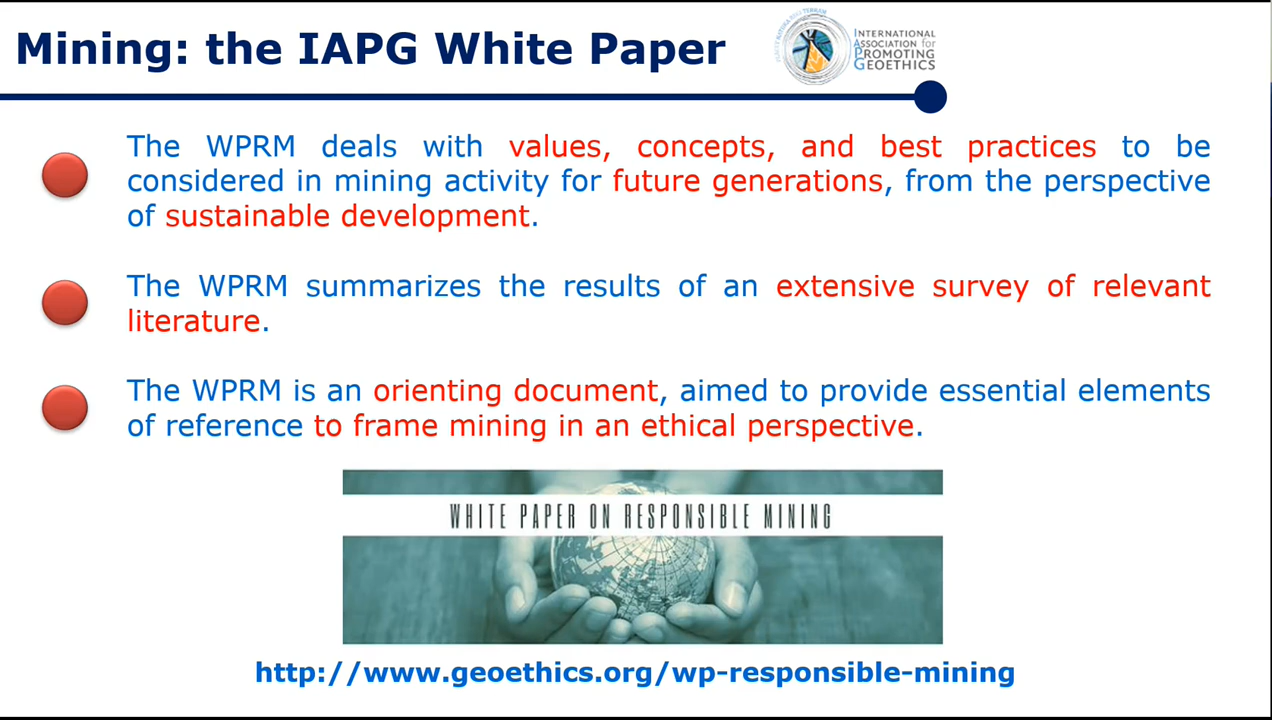 Mining: the IAPG White Paper
INTERNATIONAL
ASSOCIATION for
PROMOTING
GEOETHICS
The WPRM deals with values, concepts, and best practices to be
considered in mining activity for future generations, from the perspective
of sustainable development.
The WPRM summarizes the results of an extensive survey of relevant
literature.
The WPRM is an orienting document, aimed to provide essential elements
of reference to frame mining in an ethical perspective.
WHITE PAPER ON RESPONSIBLE MINING
http://www.geoethics.org/wp-responsible-mining